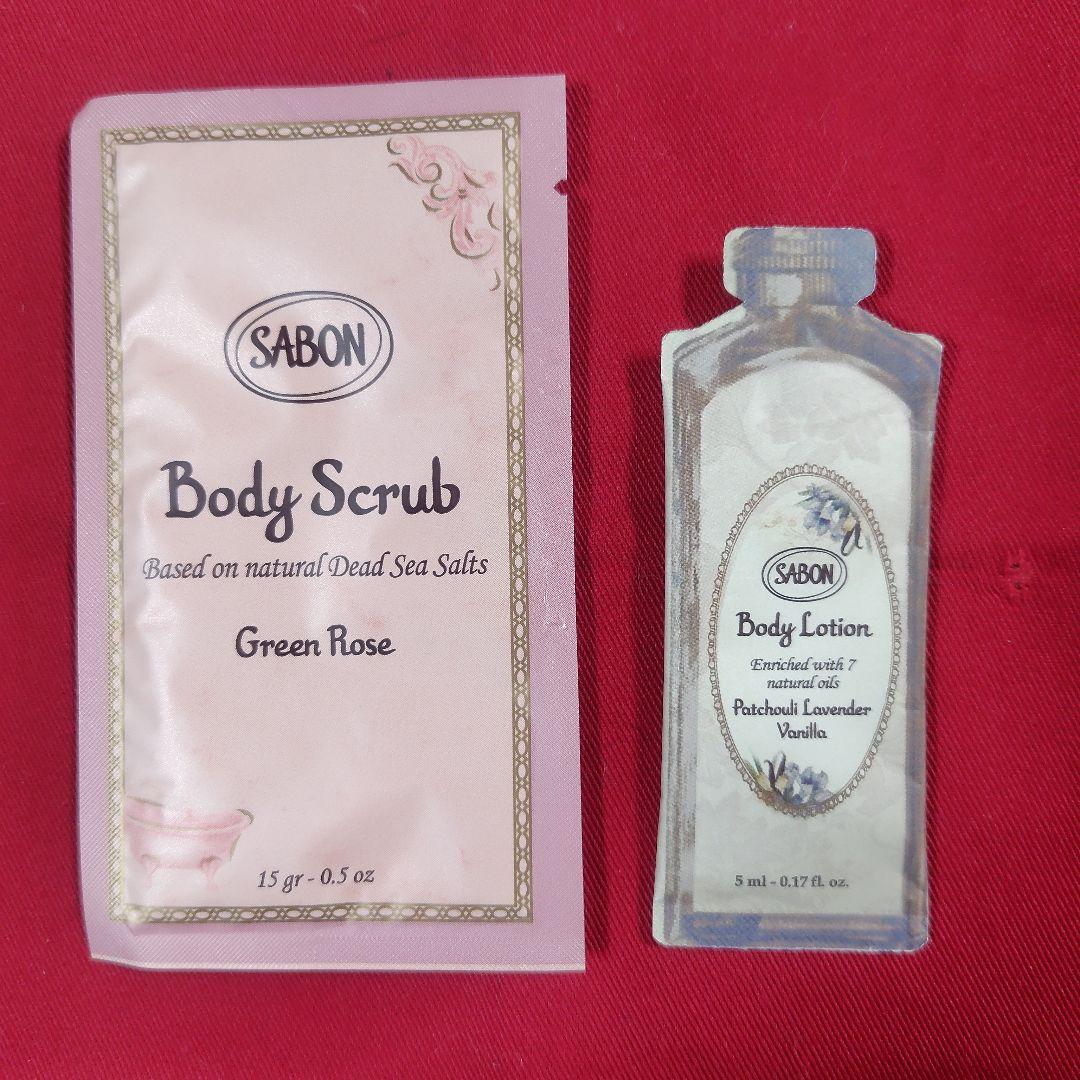 SABON
Body Scrub
Based on natural Dead Sea Salts
Green Rose
15 gr - 0.5 oz
SABON
Body Lotion
Enriched with 7
natural oils
Patchouli Lavender
Vanilla
5 ml - 0.17 fl. oz.